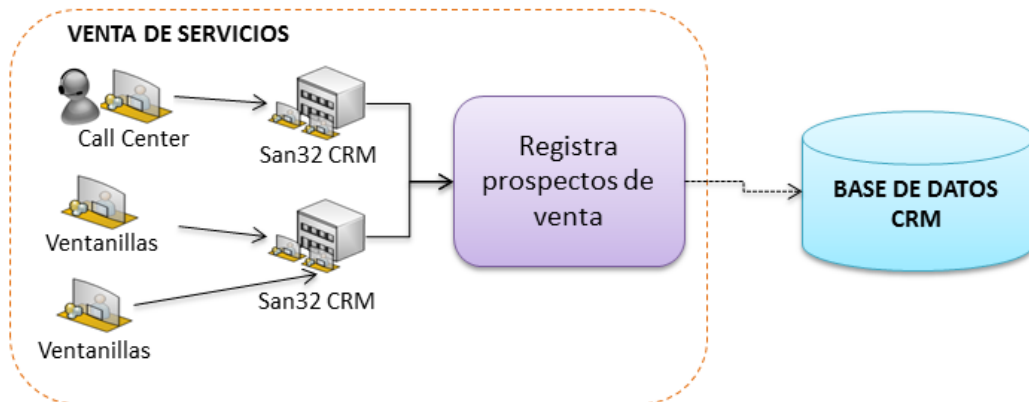 VENTA DE SERVICIOS
Call Center
San32 CRM
Ventanillas
San32 CRM
Ventanillas
Registra
prospectos de
venta
BASE DE DATOS
CRM